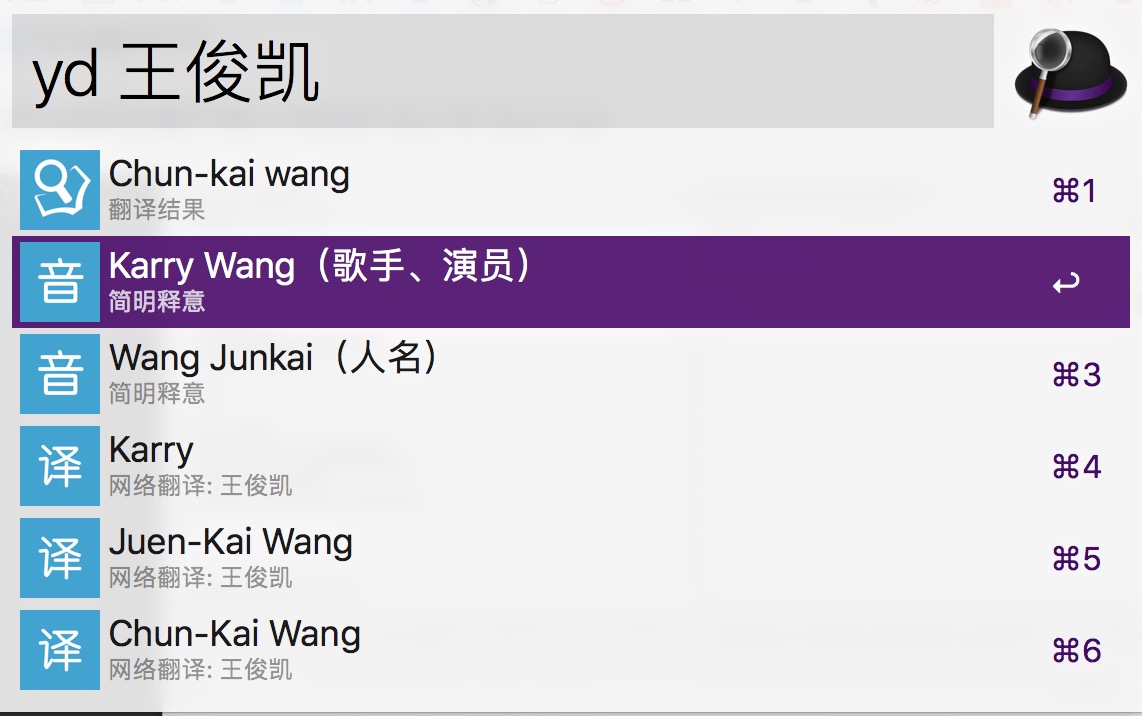 yd 王俊凯
Chun-kai wang
翻译结果
⌘1
音
Karry Wang（歌手、演员）
简明释意
音
Wang Junkai（人名）
简明释意
⌘3
译
Karry
网络翻译: 王俊凯
⌘4
译
Juen-Kai Wang
网络翻译: 王俊凯
⌘5
译
Chun-Kai Wang
网络翻译: 王俊凯
⌘6